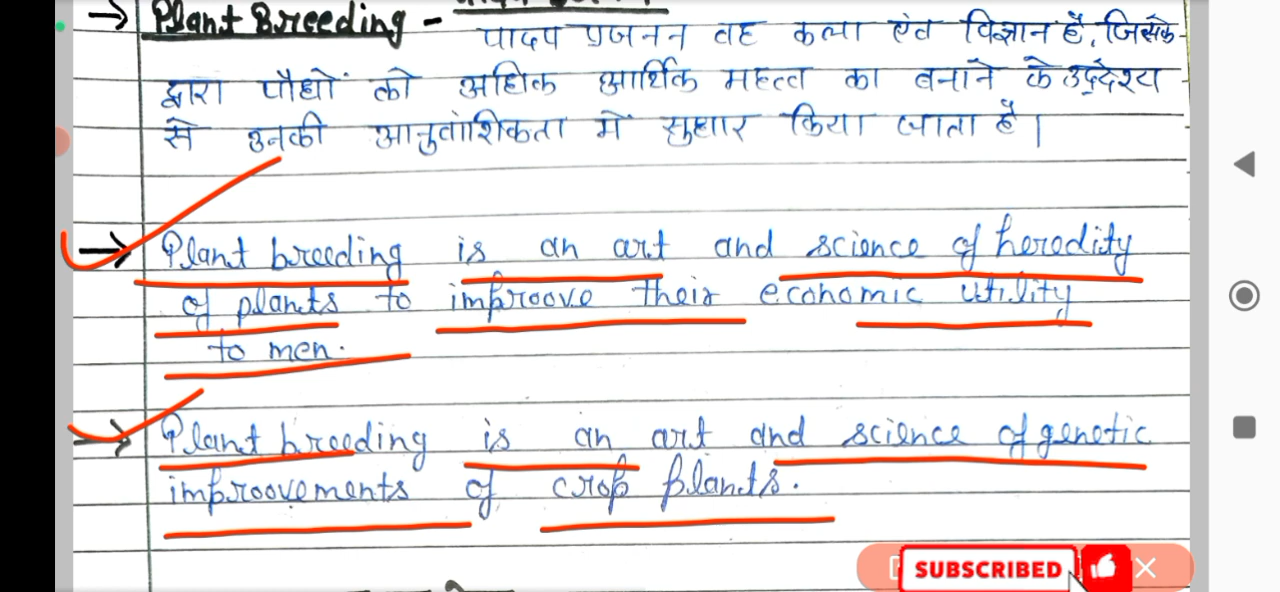 → Plant Breeding - पादप प्रजनन वह कला एंव विज्ञान है, जिसके
द्वारा पौधों को अधिक आर्थिक महत्व का बनाने के उद्देश्य
से उनकी आनुवांशिकता में सुधार किया जाता है।
→ Plant breeding is an art and science of heredity
of plants to improove their economic utility
to men.
→ Plant breeding is an art and science of genetic
improovements of crop plants.
SUBSCRIBED